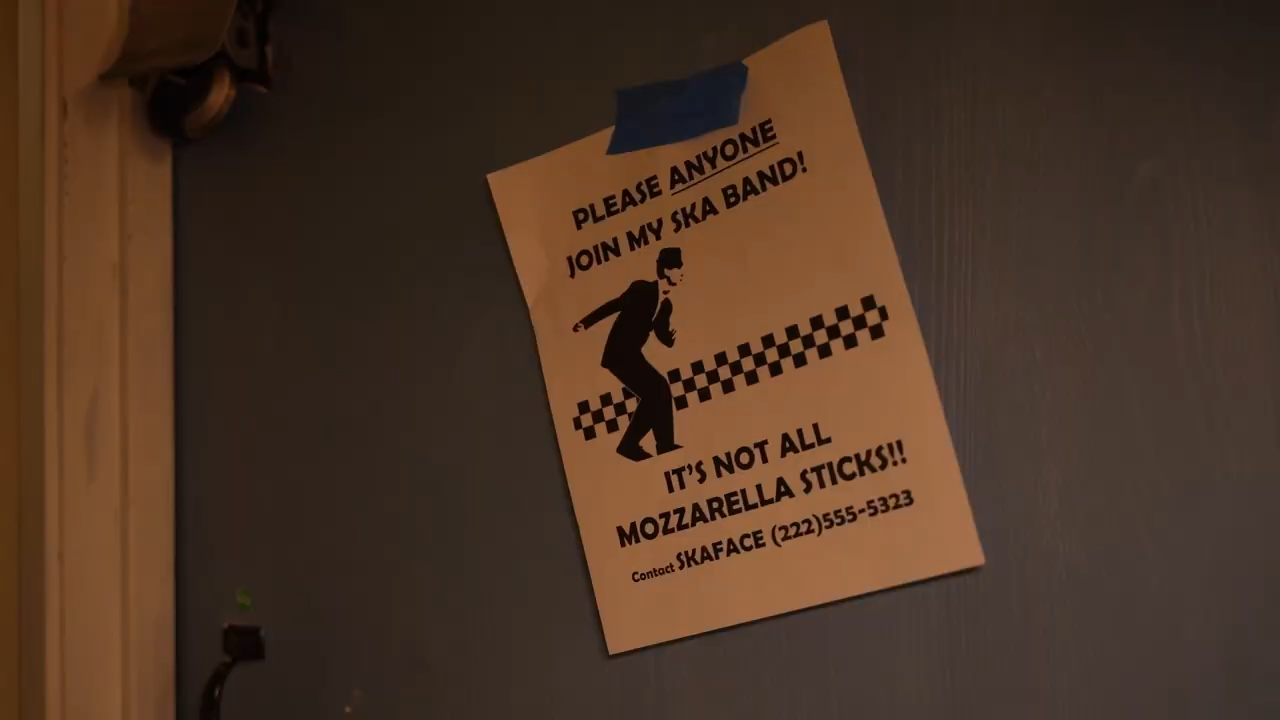 PLEASE ANYONE
JOIN MY SKA BAND!
IT'S NOT ALL
MOZZARELLA STICKS!!
Contact SKAFACE (222)555-5323